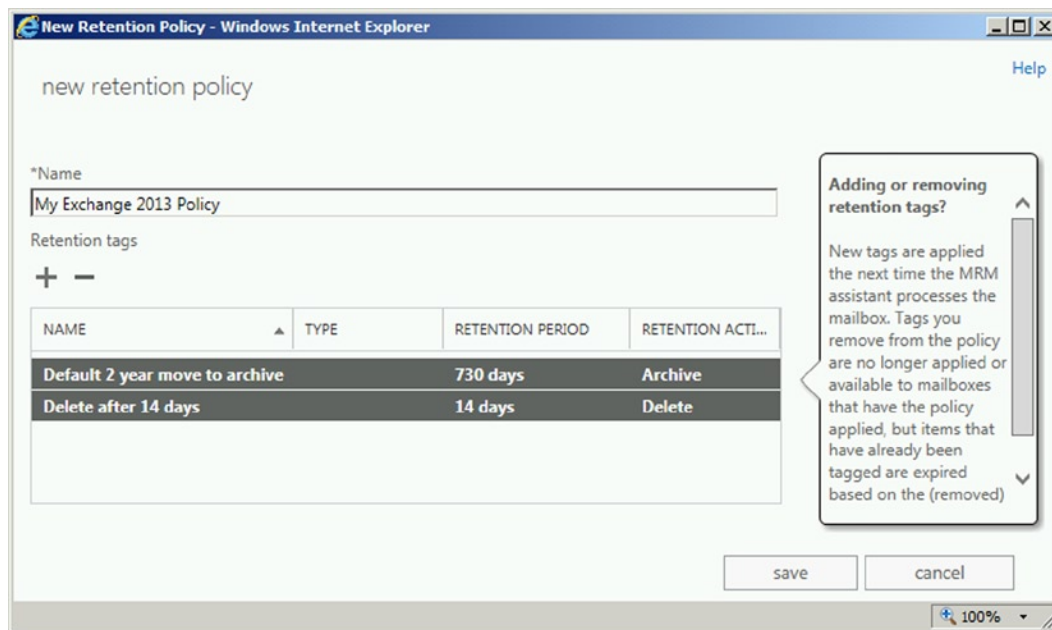 New Retention Policy - Windows Internet Explorer
Help
new retention policy
*Name
My Exchange 2013 Policy
Retention tags
NAME TYPE RETENTION PERIOD RETENTION ACTI...
Default 2 year move to archive 730 days Archive
Delete after 14 days 14 days Delete
Adding or removing
retention tags?
New tags are applied
the next time the MRM
assistant processes the
mailbox. Tags you
remove from the policy
are no longer applied or
available to mailboxes
that have the policy
applied, but items that
have already been
tagged are expired
based on the (removed)
save cancel
100%